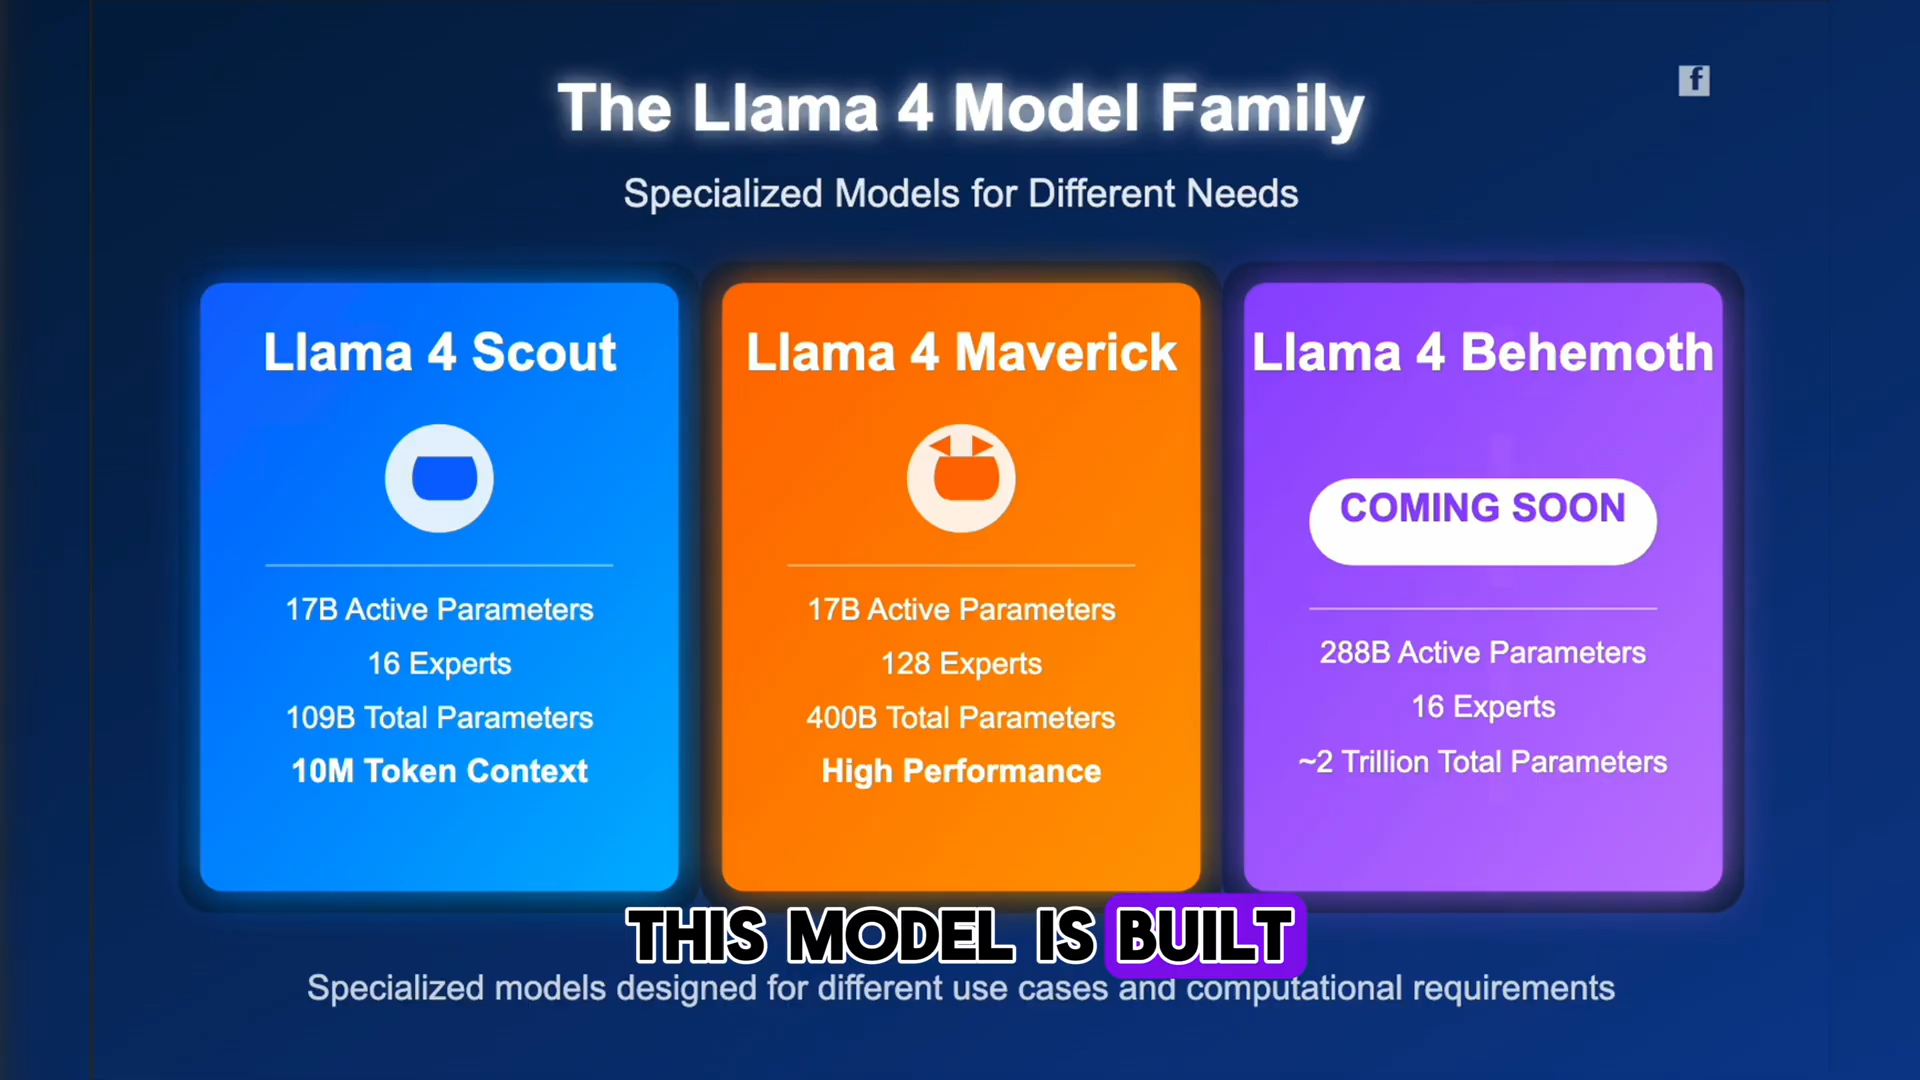 The Llama 4 Model Family
f
Specialized Models for Different Needs
Llama 4 Scout
17B Active Parameters
16 Experts
109B Total Parameters
10M Token Context
Llama 4 Maverick
17B Active Parameters
128 Experts
400B Total Parameters
High Performance
Llama 4 Behemoth
COMING SOON
288B Active Parameters
16 Experts
~2 Trillion Total Parameters
THIS MODEL IS BUILT
Specialized models designed for different use cases and computational requirements